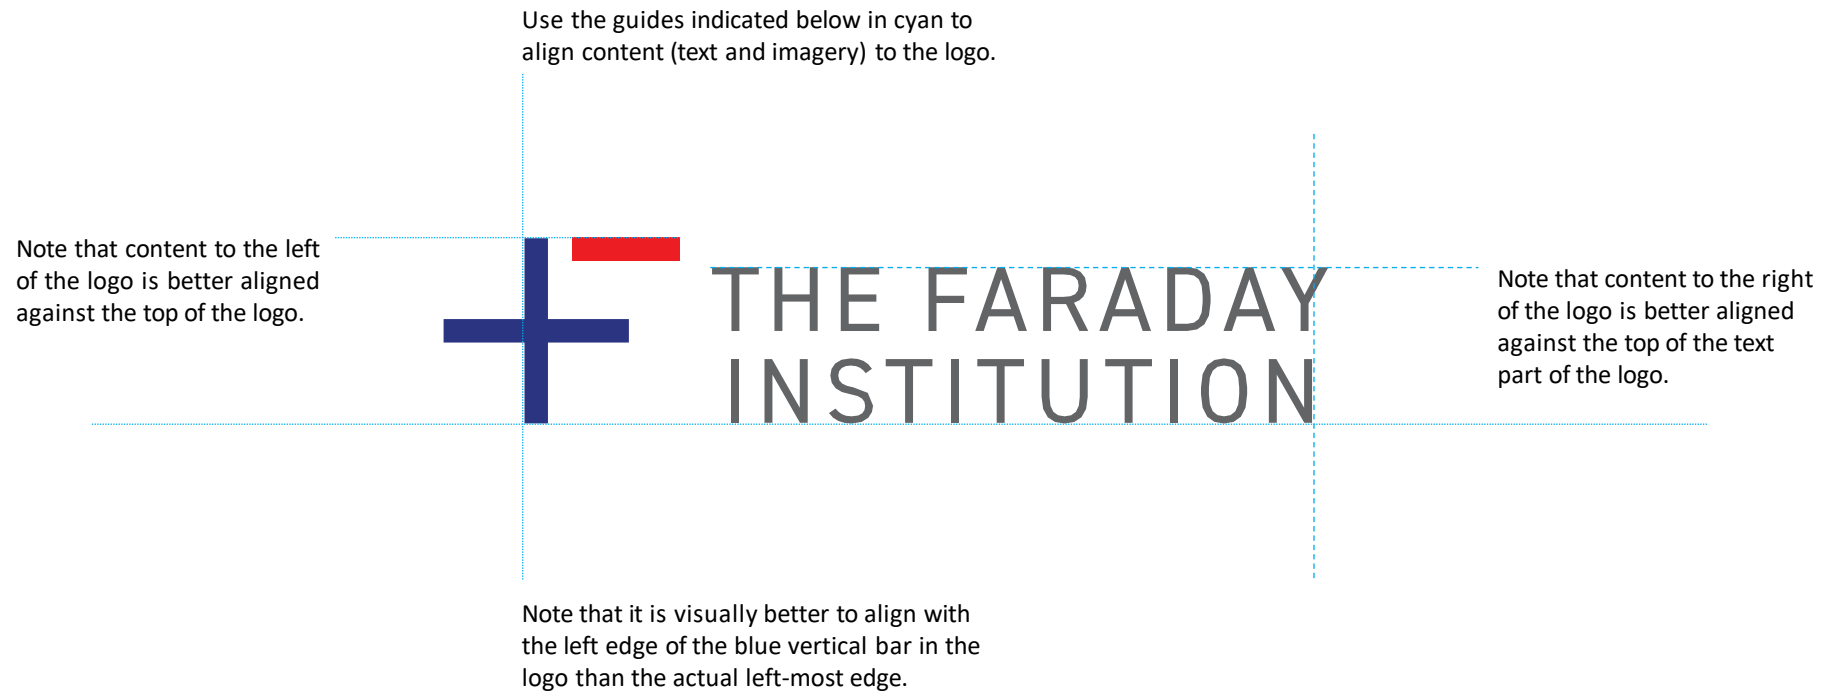 Use the guides indicated below in cyan to
align content (text and imagery) to the logo.
Note that content to the left
of the logo is better aligned
against the top of the logo.
THE FARADAY
INSTITUTION
Note that content to the right
of the logo is better aligned
against the top of the text
part of the logo.
Note that it is visually better to align with
the left edge of the blue vertical bar in the
logo than the actual left-most edge.